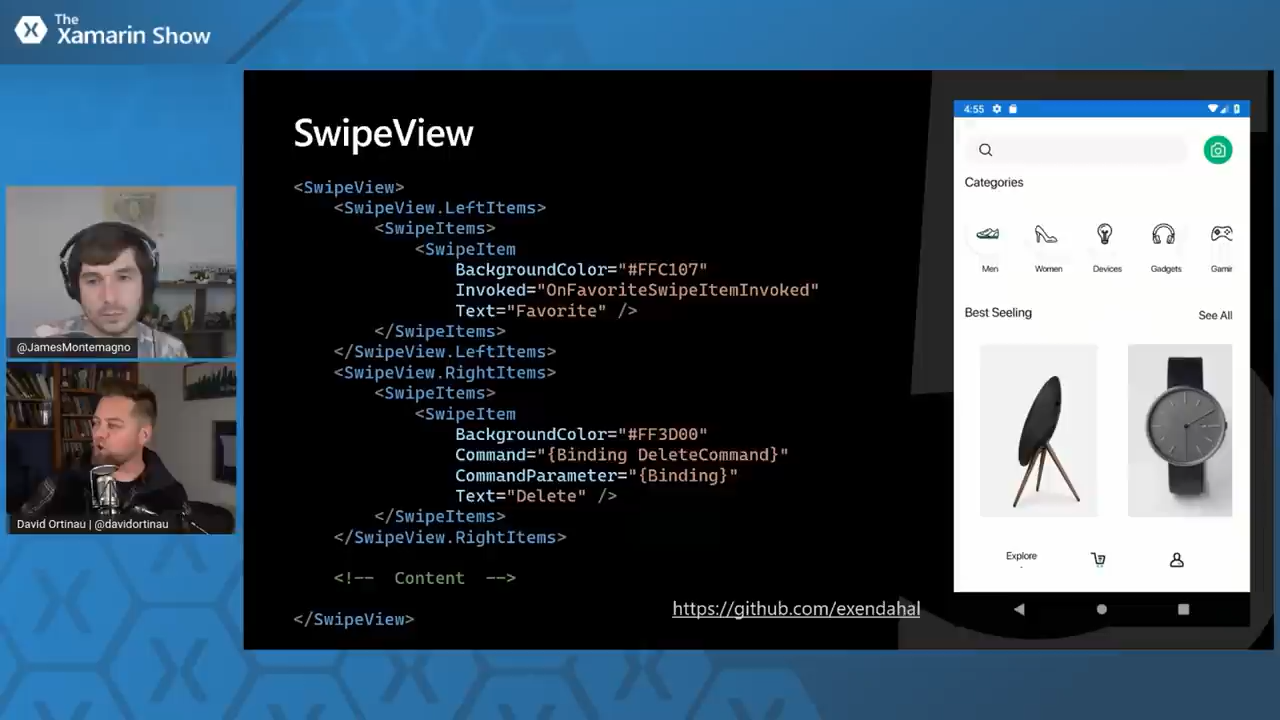 The
Xamarin Show
@JamesMontemagno
David Ortinau | @davidortinau
SwipeView
<SwipeView>
<SwipeView.LeftItems>
<SwipeItems>
<SwipeItem
BackgroundColor="#FFC107"
Invoked="OnFavoriteSwipeItemInvoked"
Text="Favorite" />
</SwipeItems>
</SwipeView.LeftItems>
<SwipeView.RightItems>
<SwipeItems>
<SwipeItem
BackgroundColor="#FF3D00"
Command="{Binding DeleteCommand}"
CommandParameter="{Binding}"
Text="Delete" />
</SwipeItems>
</SwipeView.RightItems>
<!-- Content -->
</SwipeView>
https://github.com/exendahal
4:55
Categories
Men Women Devices Gadgets Gamin
Best Seeling See All
Explore